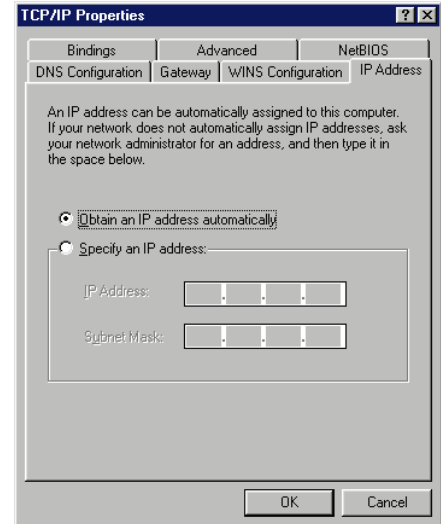 TCP/IP Properties
Bindings Advanced NetBIOS
DNS Configuration Gateway WINS Configuration IP Address
An IP address can be automatically assigned to this computer.
If your network does not automatically assign IP addresses, ask
your network administrator for an address, and then type it in
the space below.
Obtain an IP address automatically
Specify an IP address:
IP Address:
Subnet Mask:
OK Cancel